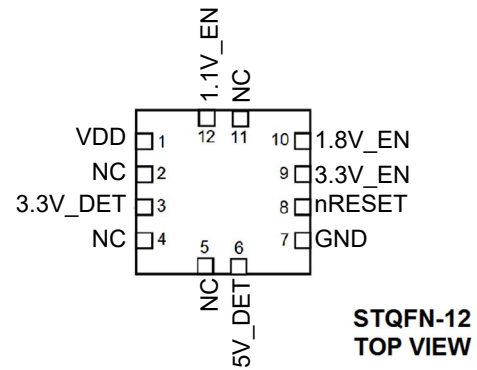 1.1V_EN
NC
12
11
VDD
1
10
1.8V_EN
NC
2
9
3.3V_EN
3.3V_DET
3
8
nRESET
NC
4
5
6
7
GND
NC
5V_DET
STQFN-12
TOP VIEW